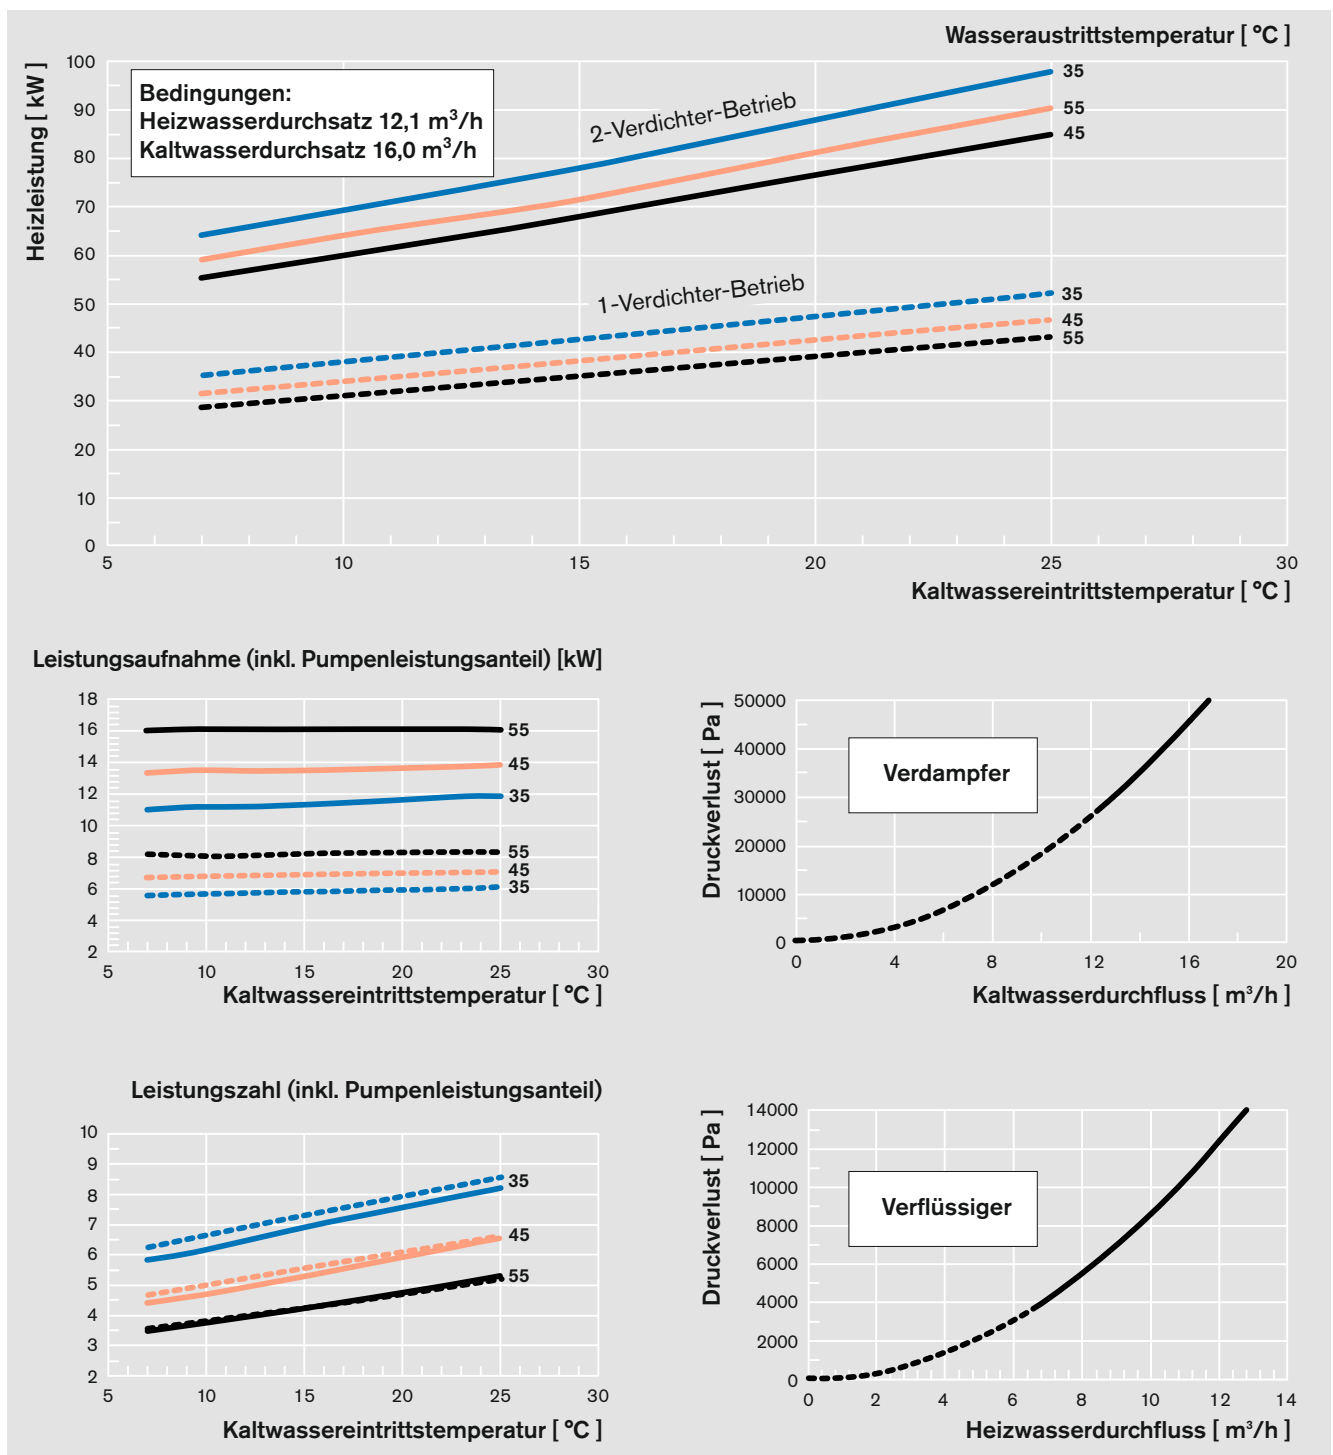 Wasseraustrittstemperatur [ °C ]
Heizleistung [ kW ]
100
90
80
70
60
50
40
30
20
10
0
Bedingungen:
Heizwasserdurchsatz 12,1 m³/h
Kaltwasserdurchsatz 16,0 m³/h
2-Verdichter-Betrieb
35
55
45
1-Verdichter-Betrieb
35
45
55
5 10 15 20 25 30
Kaltwassereintrittstemperatur [ °C ]
Leistungsaufnahme (inkl. Pumpenleistungsanteil) [kW]
18
16
14
12
10
8
6
4
2
55
45
35
55
45
35
5 10 15 20 25 30
Kaltwassereintrittstemperatur [ °C ]
Druckverlust [ Pa ]
50000
40000
30000
20000
10000
0
Verdampfer
0 4 8 12 16 20
Kaltwasserdurchfluss [ m³/h ]
Leistungszahl (inkl. Pumpenleistungsanteil)
10
9
8
7
6
5
4
3
2
35
45
55
5 10 15 20 25 30
Kaltwassereintrittstemperatur [ °C ]
Druckverlust [ Pa ]
14000
12000
10000
8000
6000
4000
2000
0
Verflüssiger
0 2 4 6 8 10 12 14
Heizwasserdurchfluss [ m³/h ]